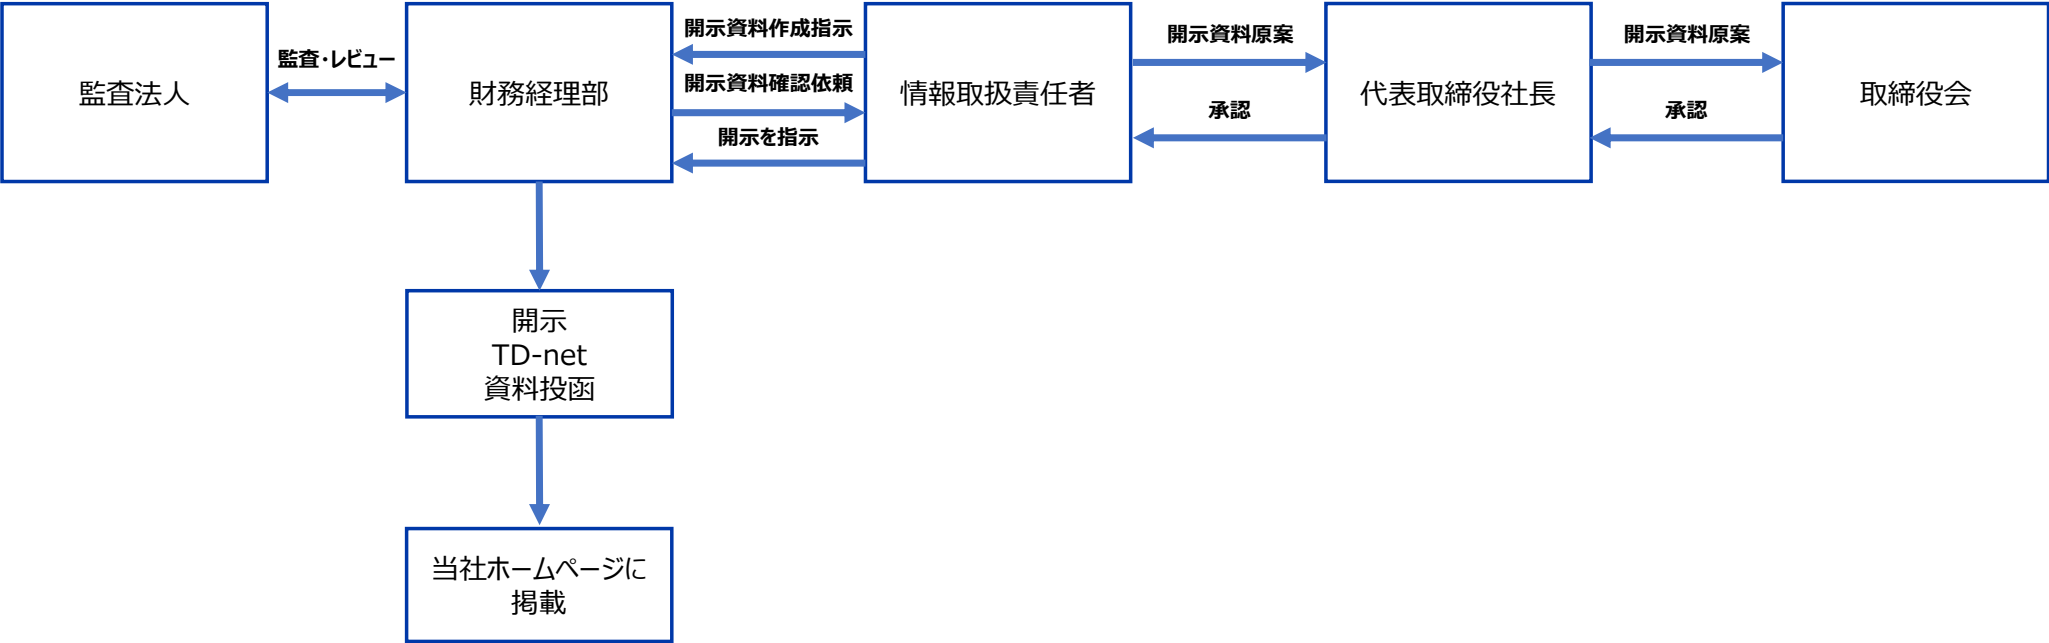 監査法人
監査・レビュー
財務経理部
開示資料作成指示
開示資料確認依頼
開示を指示
情報取扱責任者
開示資料原案
承認
代表取締役社長
開示資料原案
承認
取締役会
開示
TD-net
資料投函
当社ホームページに
掲載